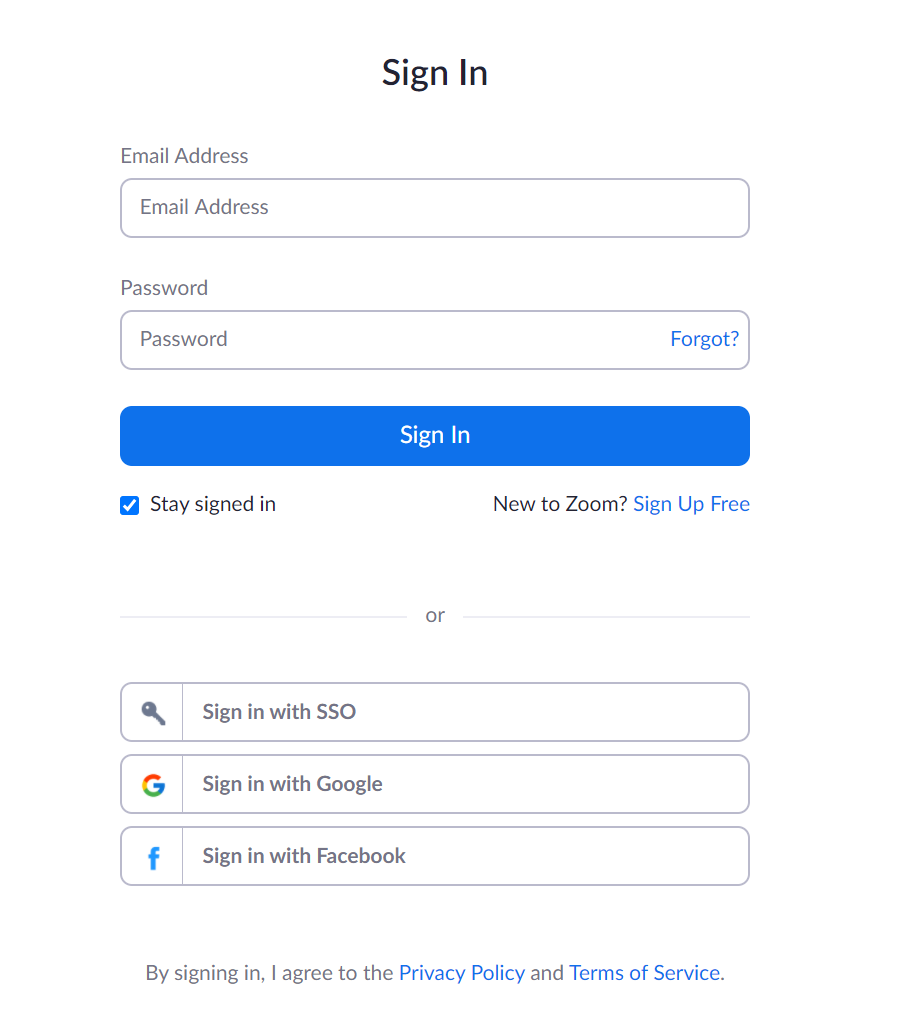 Sign In
Email Address
Email Address
Password
Password Forgot?
Sign In
Stay signed in New to Zoom? Sign Up Free
or
Sign in with SSO
Sign in with Google
Sign in with Facebook
By signing in, I agree to the Privacy Policy and Terms of Service.